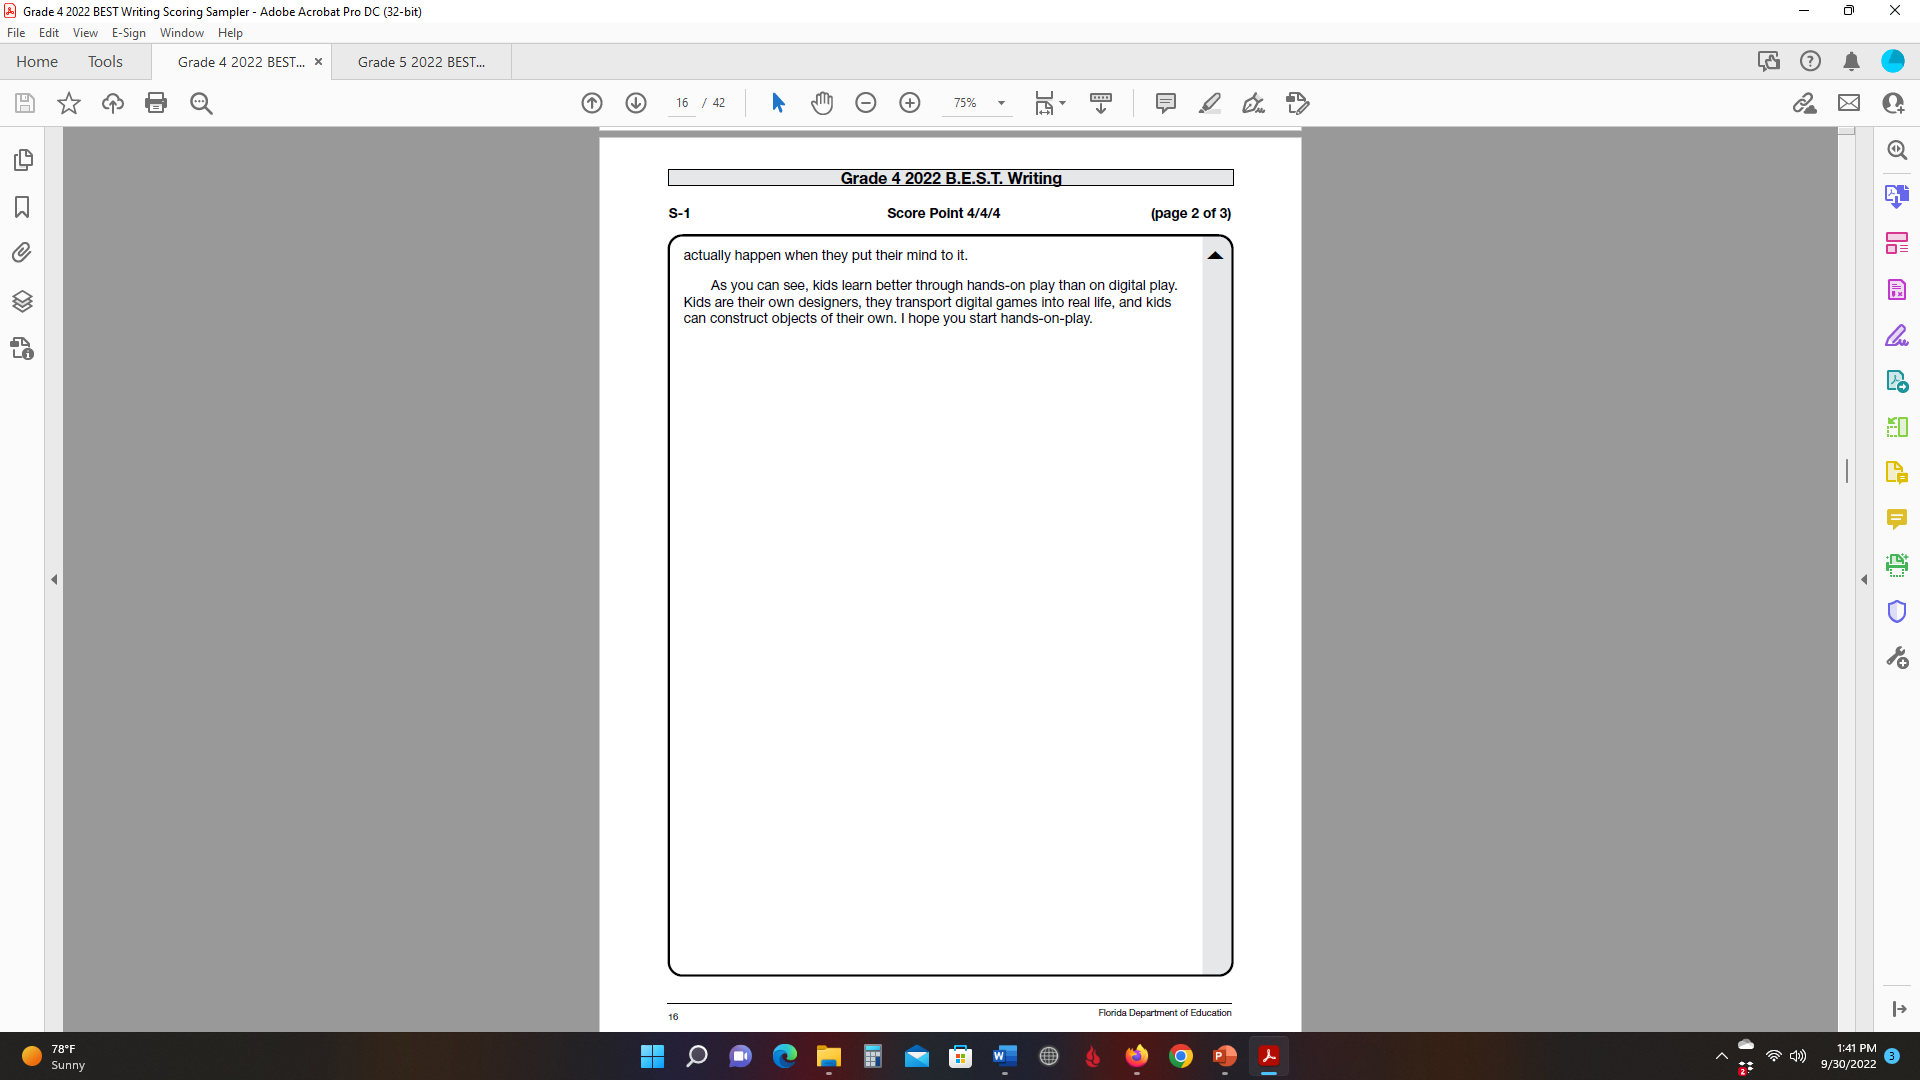 Grade 4 2022 BEST Writing Scoring Sampler - Adobe Acrobat Pro DC (32-bit)
File Edit View E-Sign Window Help
Home Tools Grade 4 2022 BEST... × Grade 5 2022 BEST...
16 / 42 75%
Grade 4 2022 B.E.S.T. Writing
S-1 Score Point 4/4/4 (page 2 of 3)
actually happen when they put their mind to it.
As you can see, kids learn better through hands-on play than on digital play.
Kids are their own designers, they transport digital games into real life, and kids
can construct objects of their own. I hope you start hands-on-play.
16 Florida Department of Education
78°F
Sunny
1:41 PM
9/30/2022
3
2